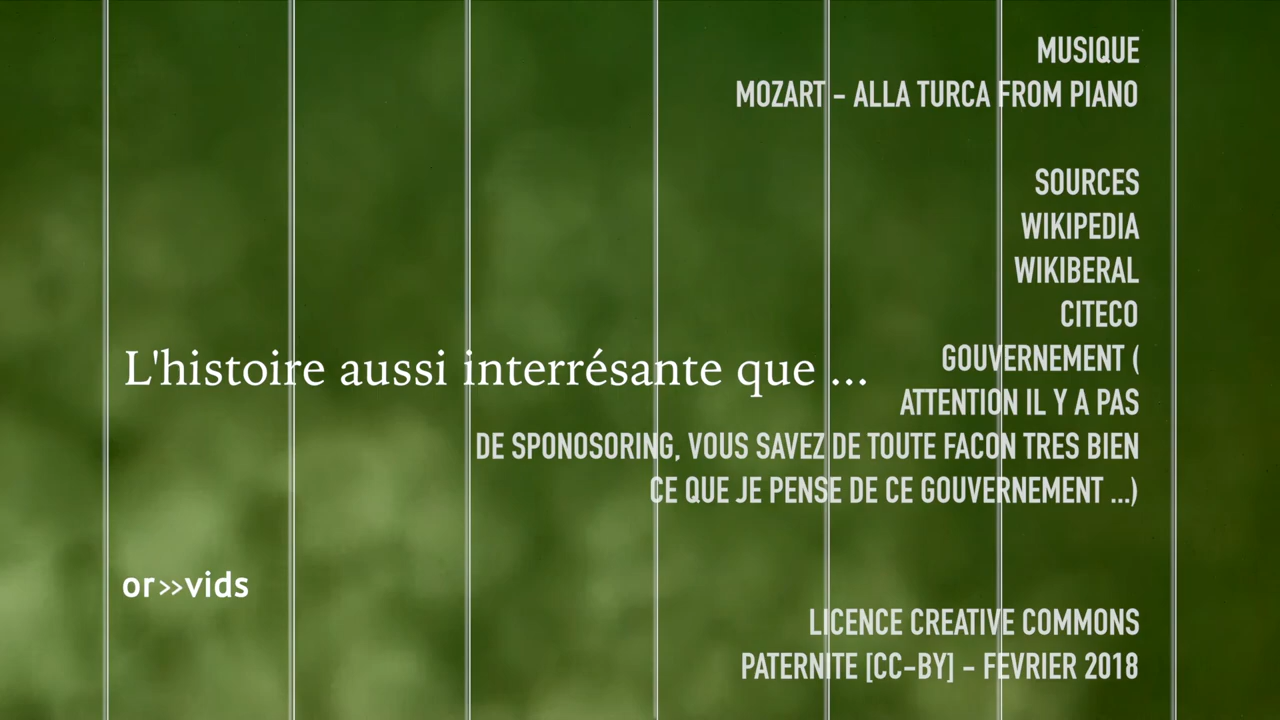 MUSIQUE
MOZART - ALLA TURCA FROM PIANO
SOURCES
WIKIPEDIA
WIKIBERAL
CITECO
GOUVERNEMENT (
ATTENTION IL Y A PAS
DE SPONOSORING, VOUS SAVEZ DE TOUTE FACON TRES BIEN
CE QUE JE PENSE DE CE GOUVERNEMENT ...)
L'histoire aussi interrésante que ...
or>>vids
LICENCE CREATIVE COMMONS
PATERNITE [CC-BY] - FEVRIER 2018